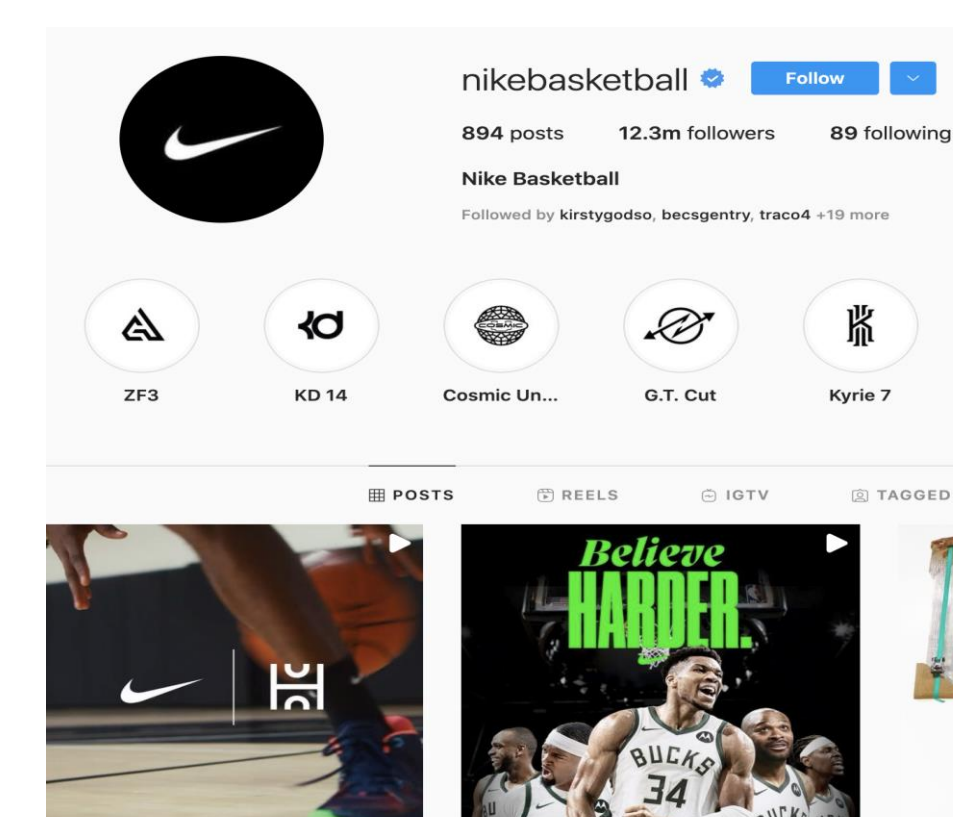 nikebasketball Follow
894 posts 12.3m followers 89 following
Nike Basketball
Followed by kirstygodso, becsgentry, traco4 +19 more
COSMIC
ZF3 KD 14 Cosmic Un... G.T. Cut Kyrie 7
POSTS REELS IGTV TAGGED
Believe
HARDER.
BUCKS
34